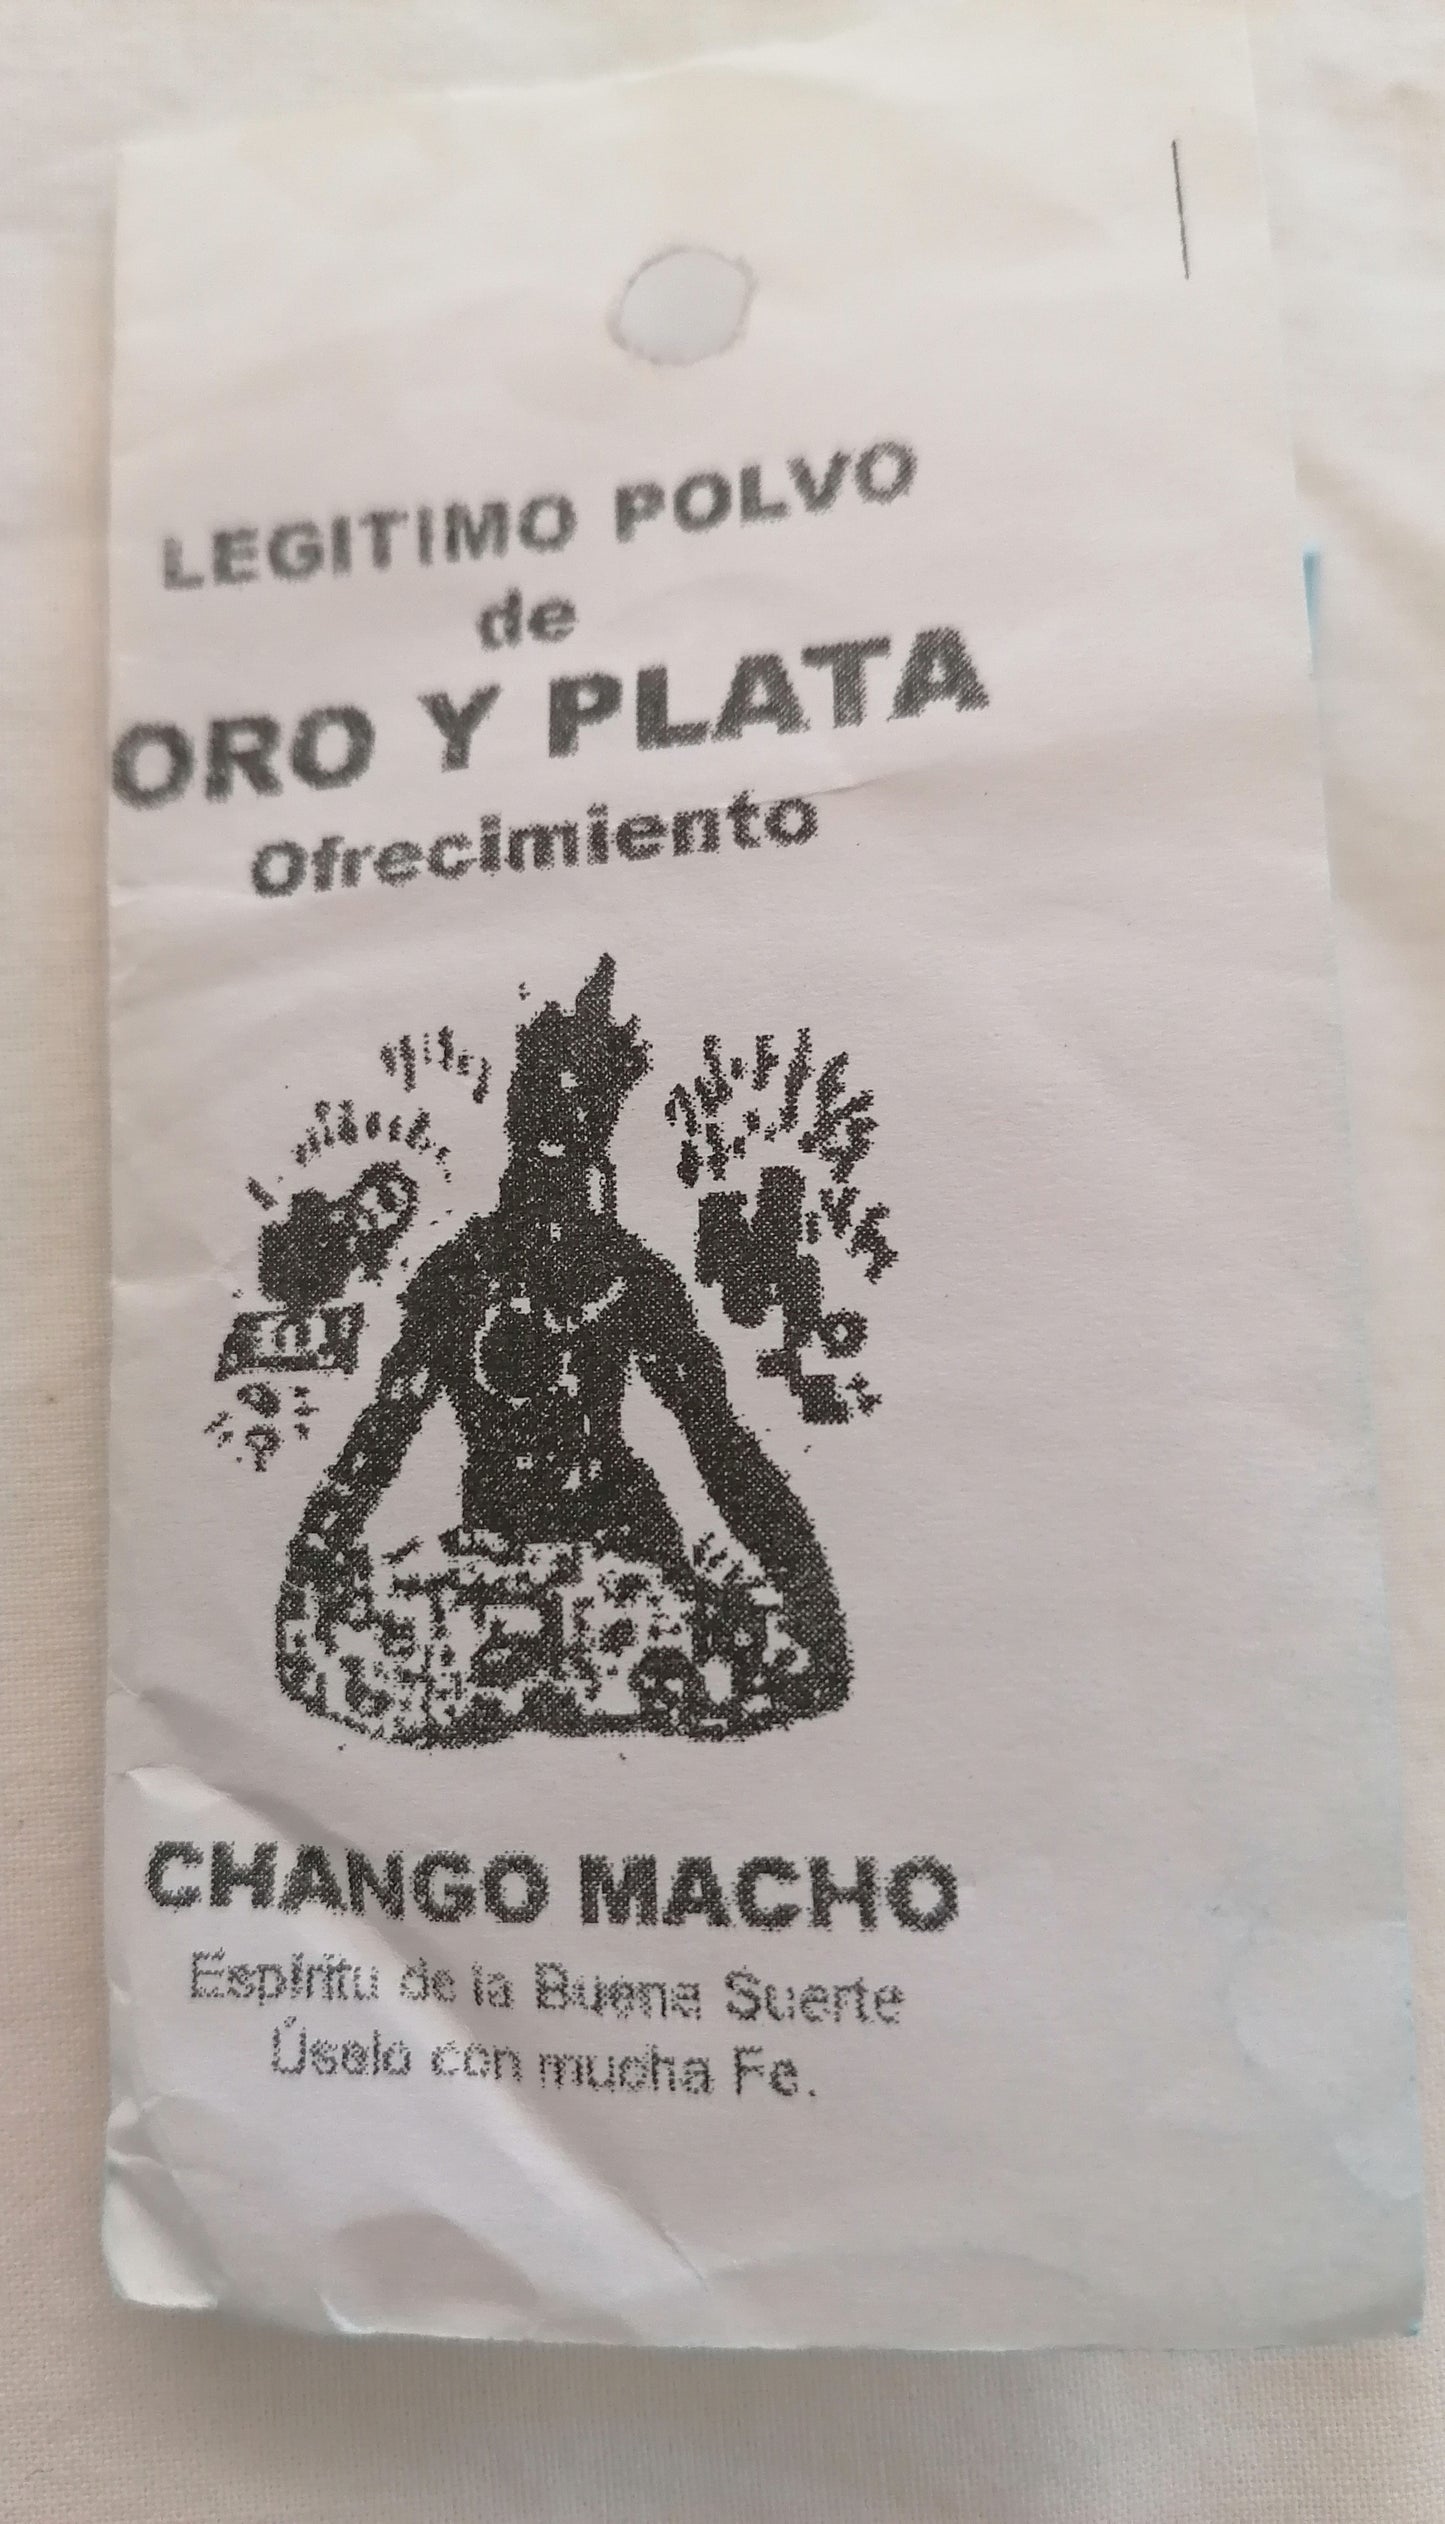 LEGITIMO POLVO
de
ORO Y PLATA
Ofrecimiento
CHANGO MACHO
Espíritu de la Buena Suerte
Úselo con mucha Fe.